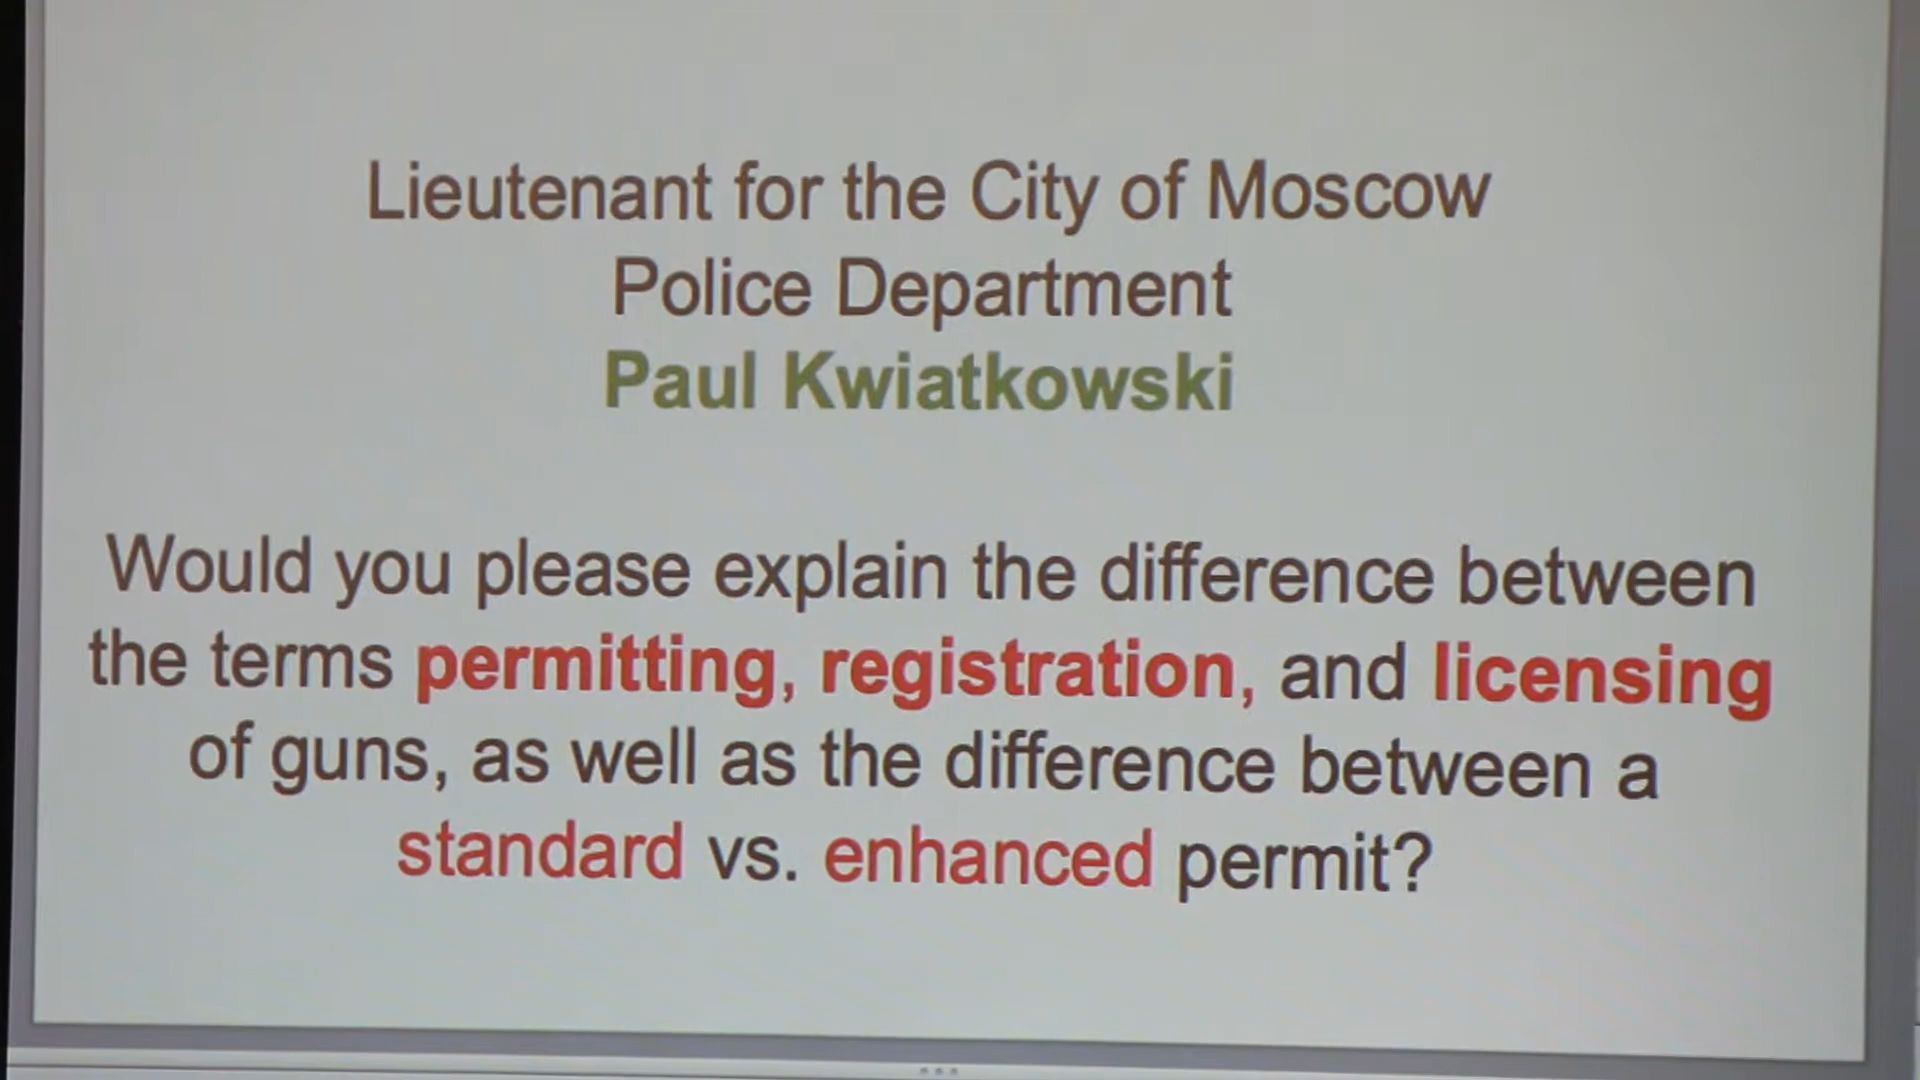 Lieutenant for the City of Moscow
Police Department
Paul Kwiatkowski
Would you please explain the difference between
the terms permitting, registration, and licensing
of guns, as well as the difference between a
standard vs. enhanced permit?